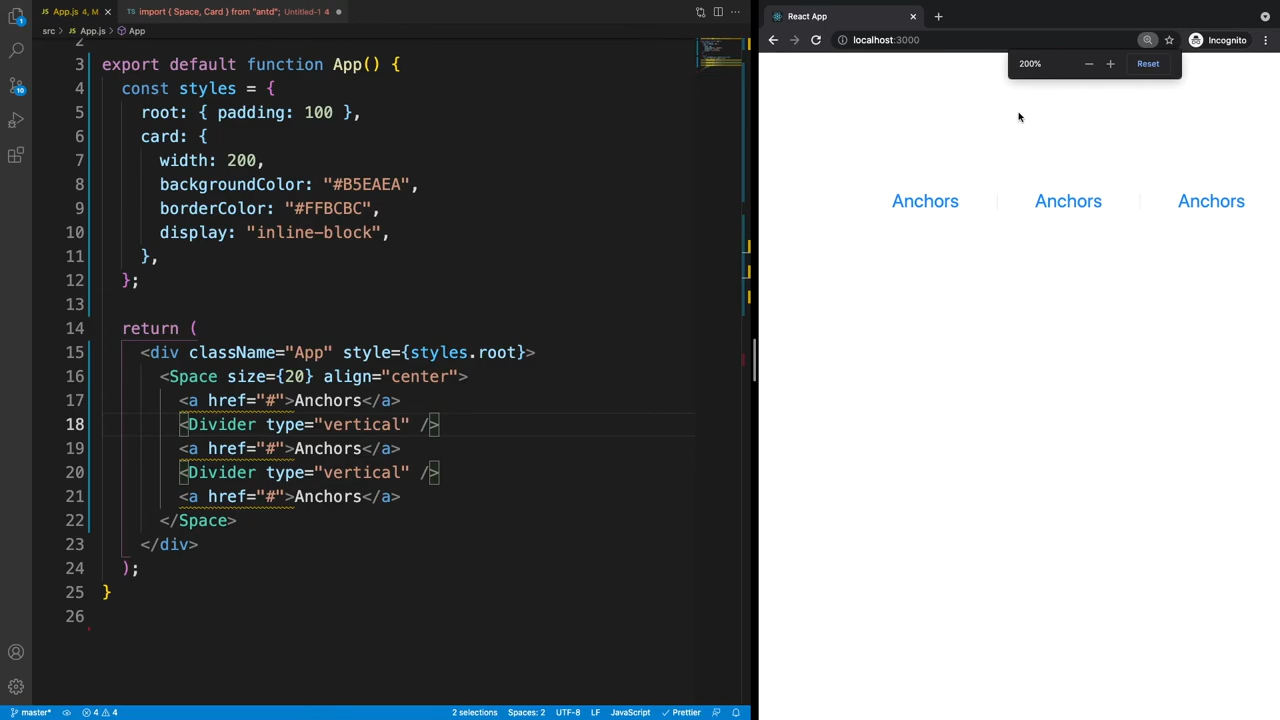 App.js 4, M
import { Space, Card } from "antd"; Untitled-1 4
src > App.js > App
2
3 export default function App() {
4 const styles = {
5 root: { padding: 100 },
6 card: {
7 width: 200,
8 backgroundColor: "#B5EAEA",
9 borderColor: "#FFBCBC",
10 display: "inline-block",
11 },
12 };
13
14 return (
15 <div className="App" style={styles.root}>
16 <Space size={20} align="center">
17 <a href="#">Anchors</a>
18 <Divider type="vertical" />
19 <a href="#">Anchors</a>
20 <Divider type="vertical" />
21 <a href="#">Anchors</a>
22 </Space>
23 </div>
24 );
25 }
26
1
10
master*
4 4
2 selections
Spaces: 2
UTF-8
LF
JavaScript
Prettier
React App
localhost:3000
Incognito
200%
Reset
Anchors
Anchors
Anchors